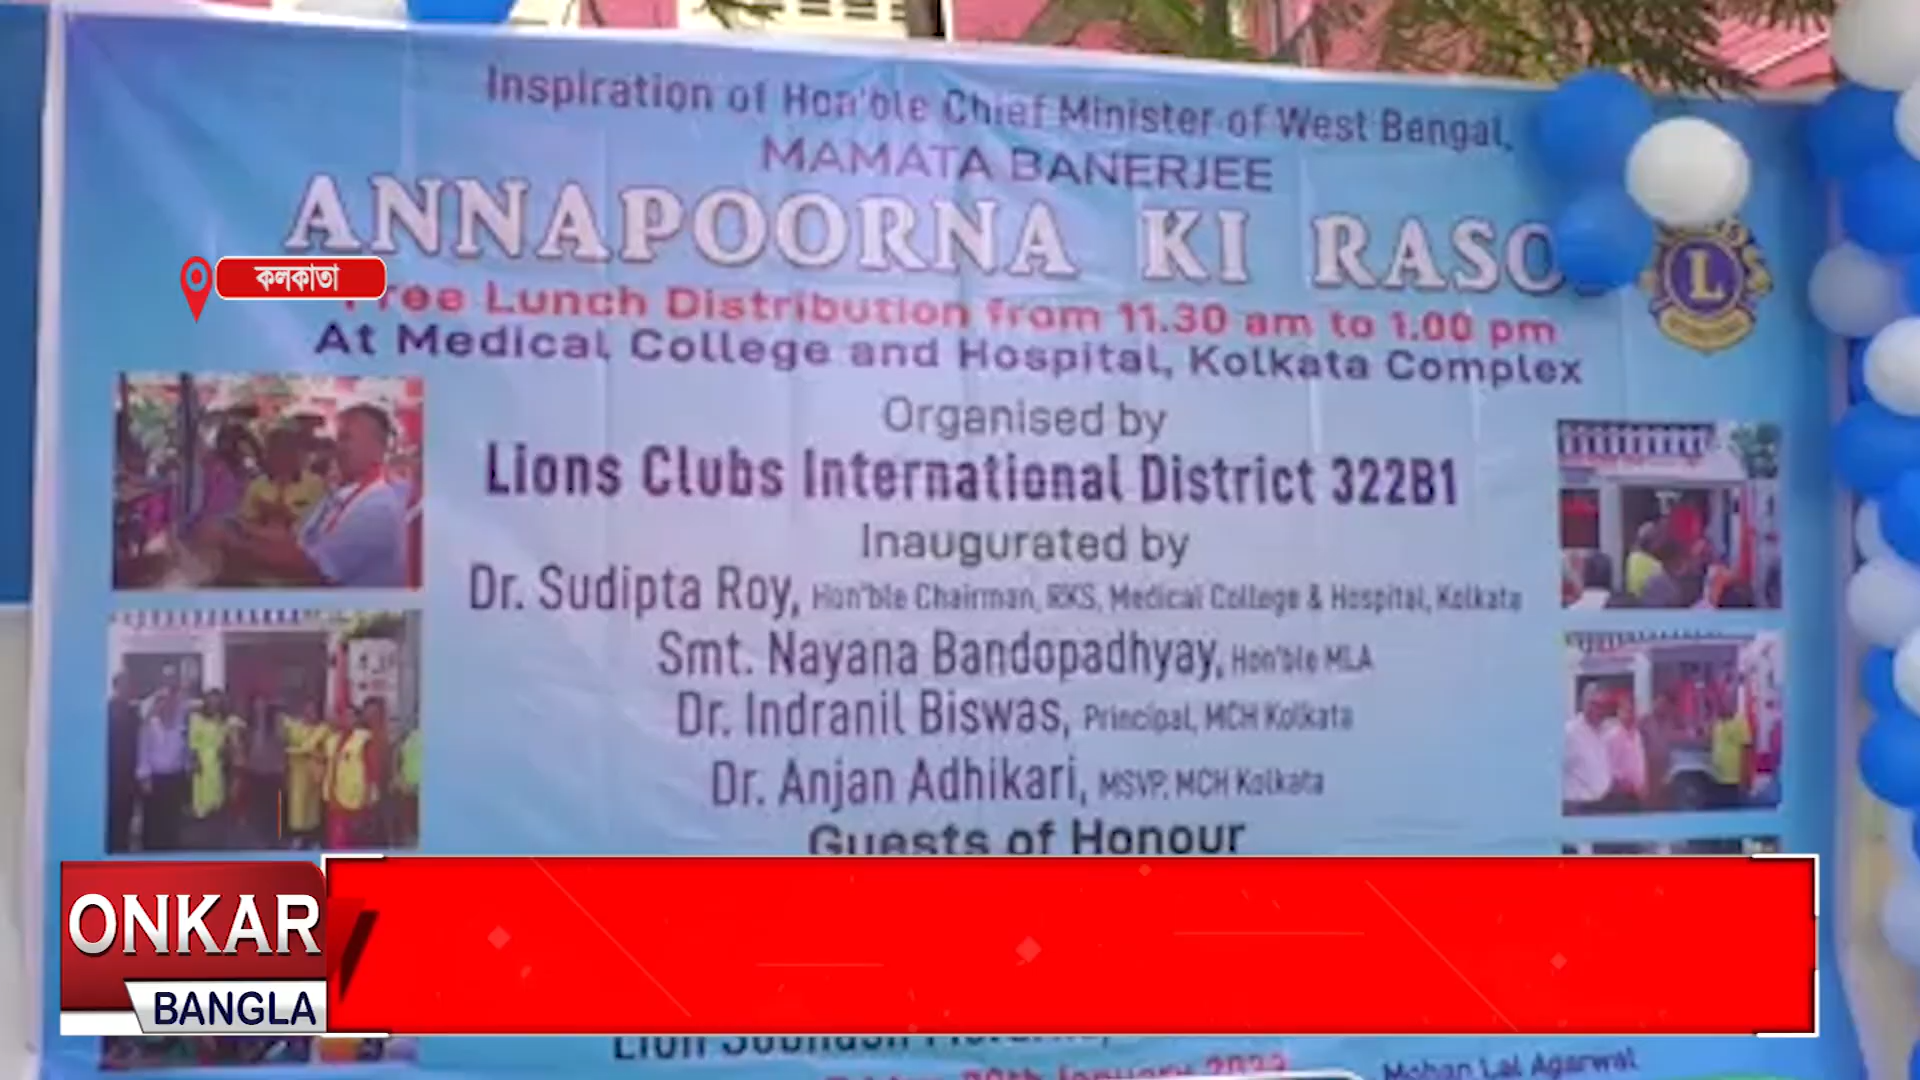 Inspiration of Hon'ble Chief Minister of West Bengal,
MAMATA BANERJEE
ANNAPOORNA KI RASO
কলকাতা
Free Lunch Distribution from 11.30 am to 1.00 pm
At Medical College and Hospital, Kolkata Complex
L
Organised by
Lions Clubs International District 322B1
Inaugurated by
Dr. Sudipta Roy, Hon'ble Chairman, RKS, Medical College & Hospital, Kolkata
Smt. Nayana Bandopadhyay, Hon'ble MLA
Dr. Indranil Biswas, Principal, MCH Kolkata
Dr. Anjan Adhikari, MSVP, MCH Kolkata
Guests of Honour
ONKAR
BANGLA
Lion
Mohan Lal Agarwal